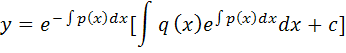 y = e^{-∫p(x)dx}[∫ q (x)e^{∫p(x)dx}dx + c]